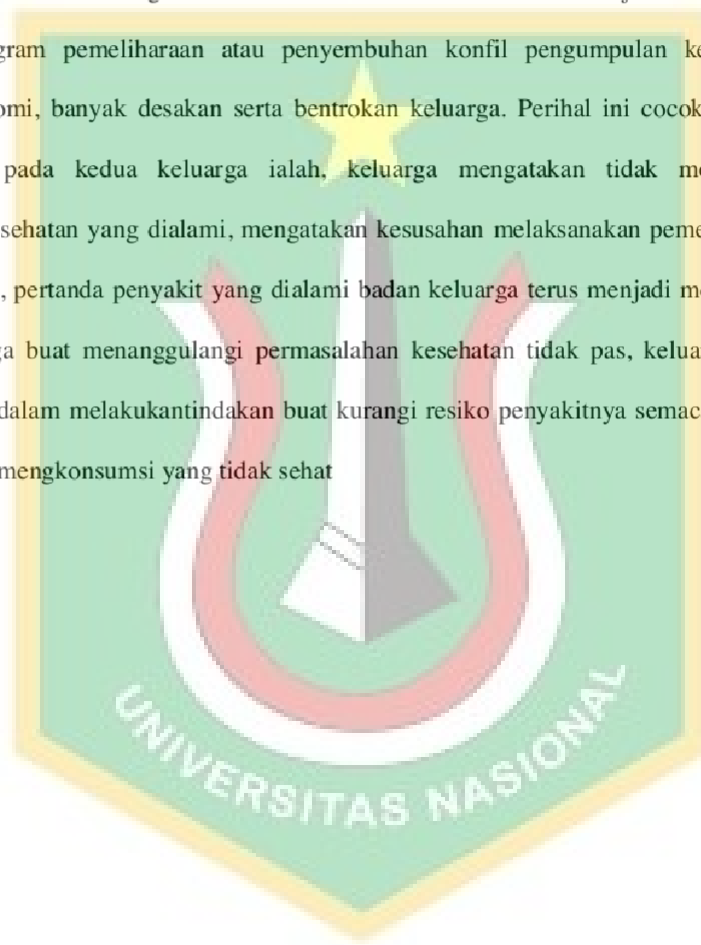 gram pemeliharaan atau penyembuhan konfil pengumpulan ke
omi, banyak desakan serta bentrokan keluarga. Perihal ini cocok
pada kedua keluarga ialah, keluarga mengatakan tidak m
sehatan yang dialami, mengatakan kesusahan melaksanakan peme
, pertanda penyakit yang dialami badan keluarga terus menjadi m
a buat menanggulangi permasalahan kesehatan tidak pas, kelua
dalam melakukantindakan buat kurangi resiko penyakitnya semac
mengkonsumsi yang tidak sehat
UNIVERSITAS NASIONAL